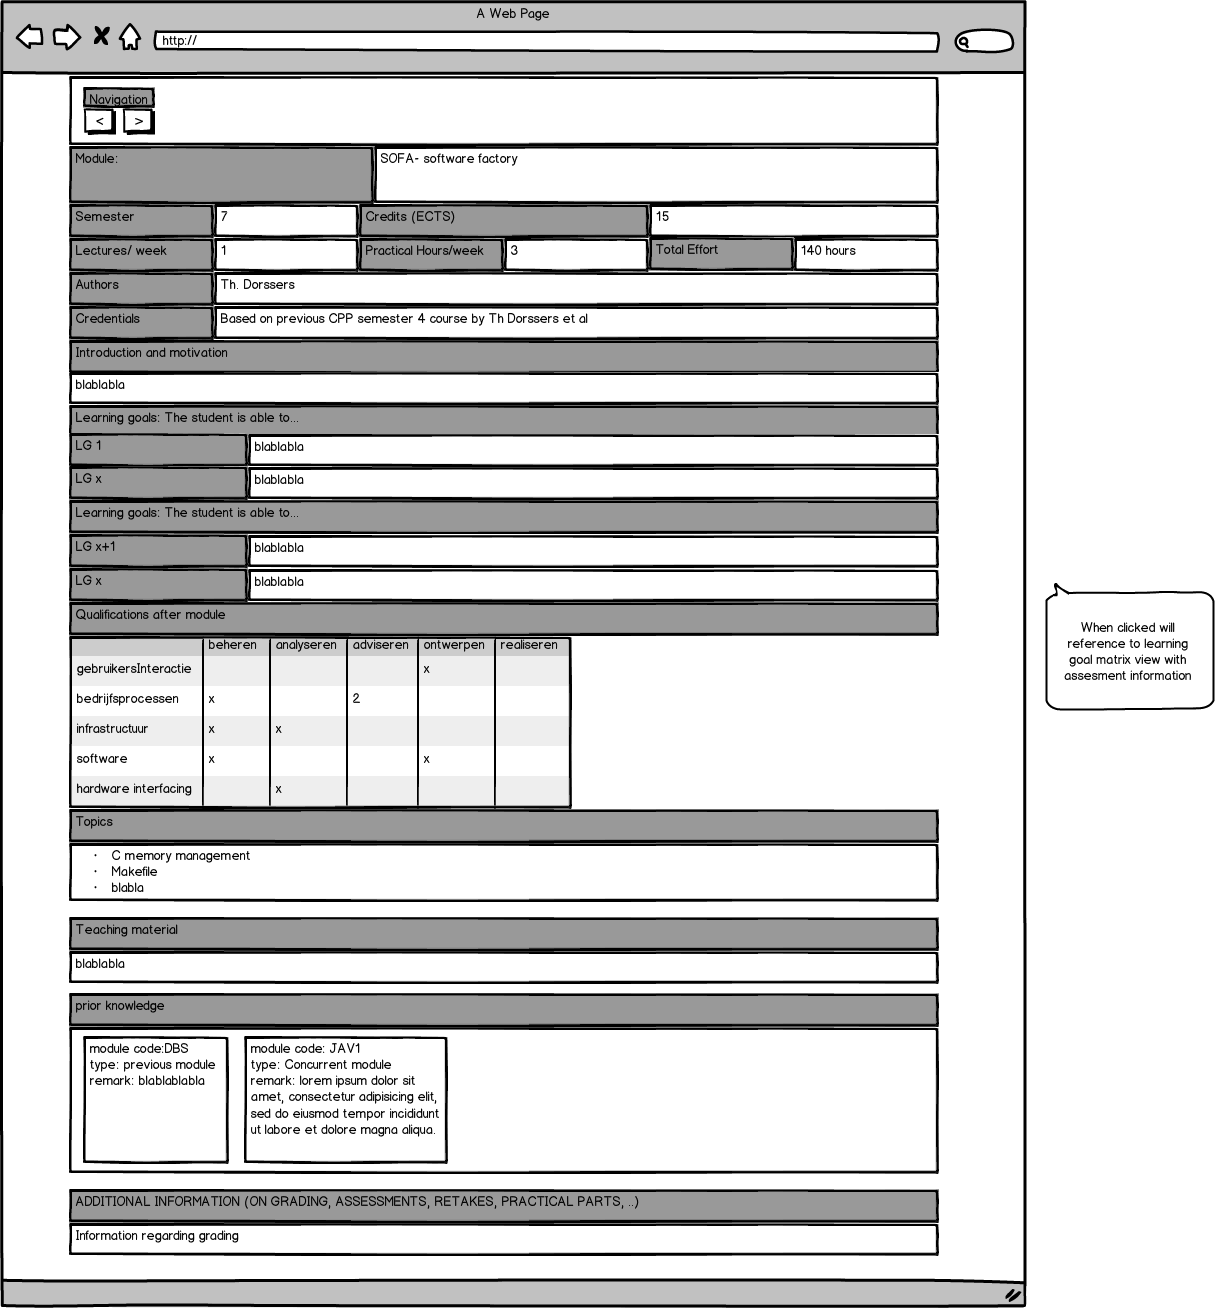 A Web Page
http://
Navigation
< >
Module: SOFA- software factory
Semester 7 Credits (ECTS) 15
Lectures/ week 1 Practical Hours/week 3 Total Effort 140 hours
Authors Th. Dorssers
Credentials Based on previous CPP semester 4 course by Th Dorssers et al
Introduction and motivation
blablabla
Learning goals: The student is able to...
LG 1 blablabla
LG x blablabla
Learning goals: The student is able to...
LG x+1 blablabla
LG x blablabla
Qualifications after module
beheren analyseren adviseren ontwerpen realiseren
gebruikersInteractie x
bedrijfsprocessen x 2
infrastructuur x x
software x x
hardware interfacing x
Topics
· C memory management
· Makefile
· blabla
Teaching material
blablabla
prior knowledge
module code:DBS
type: previous module
remark: blablablabla
module code: JAV1
type: Concurrent module
remark: lorem ipsum dolor sit
amet, consectetur adipisicing elit,
sed do eiusmod tempor incididunt
ut labore et dolore magna aliqua.
ADDITIONAL INFORMATION (ON GRADING, ASSESSMENTS, RETAKES, PRACTICAL PARTS, ..)
Information regarding grading
When clicked will
reference to learning
goal matrix view with
assesment information